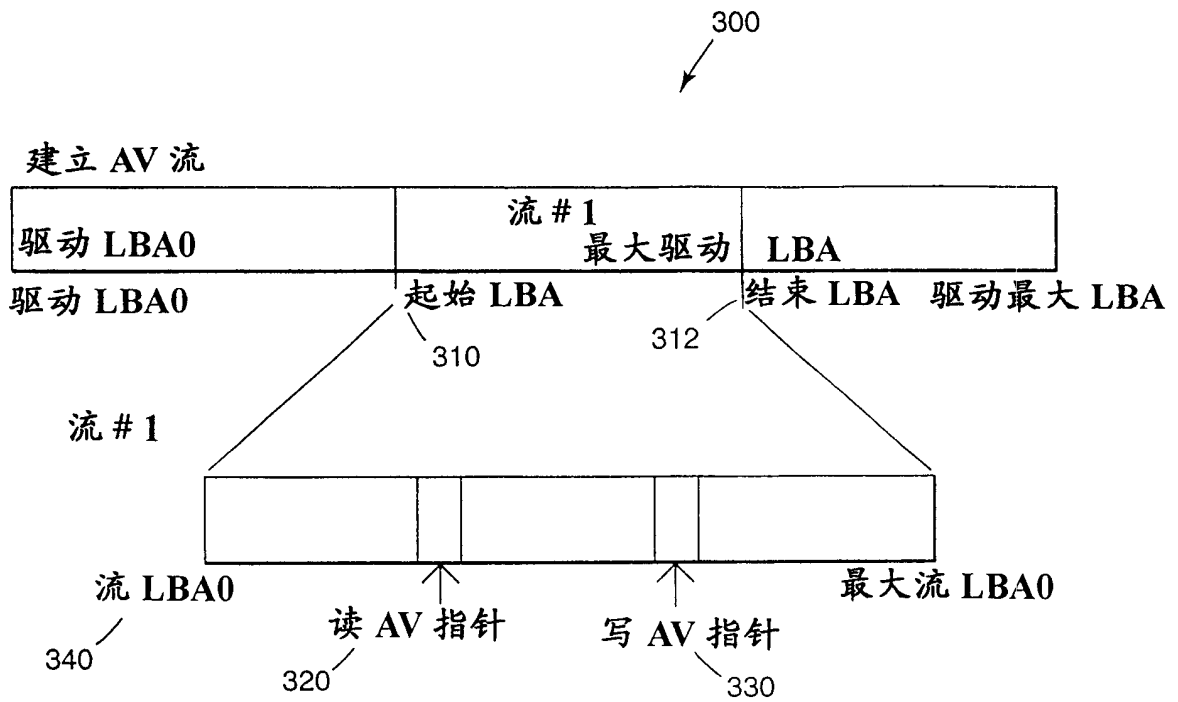 300
建立 AV 流
流 # 1
驱动 LBA0
最大驱动 LBA
驱动 LBA0
起始 LBA
结束 LBA
驱动最大 LBA
310
312
流 # 1
流 LBA0
最大流 LBA0
读 AV 指针
写 AV 指针
340
320
330